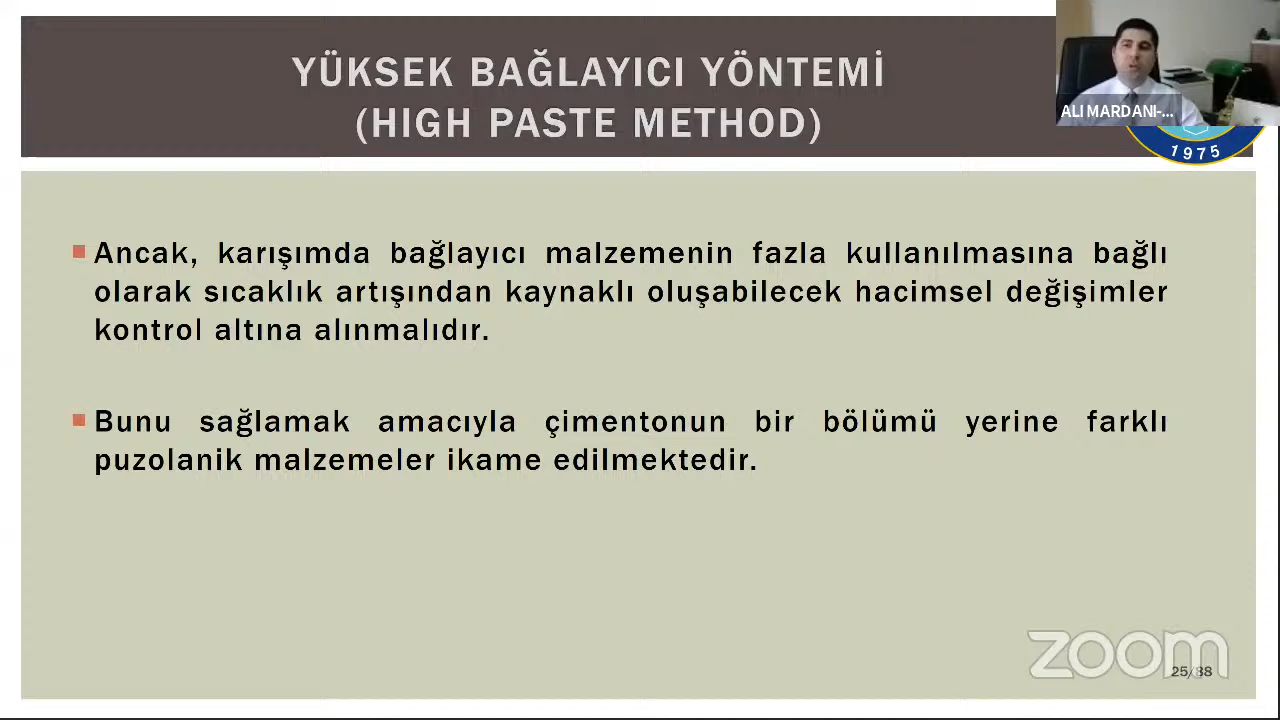 YÜKSEK BAĞLAYICI YÖNTEMİ
(HIGH PASTE METHOD)
ALI MARDANI-...
1975
Ancak, karışımda bağlayıcı malzemenin fazla kullanılmasına bağlı
olarak sıcaklık artışından kaynaklı oluşabilecek hacimsel değişimler
kontrol altına alınmalıdır.
Bunu sağlamak amacıyla çimentonun bir bölümü yerine farklı
puzolanik malzemeler ikame edilmektedir.
zoom
25/38